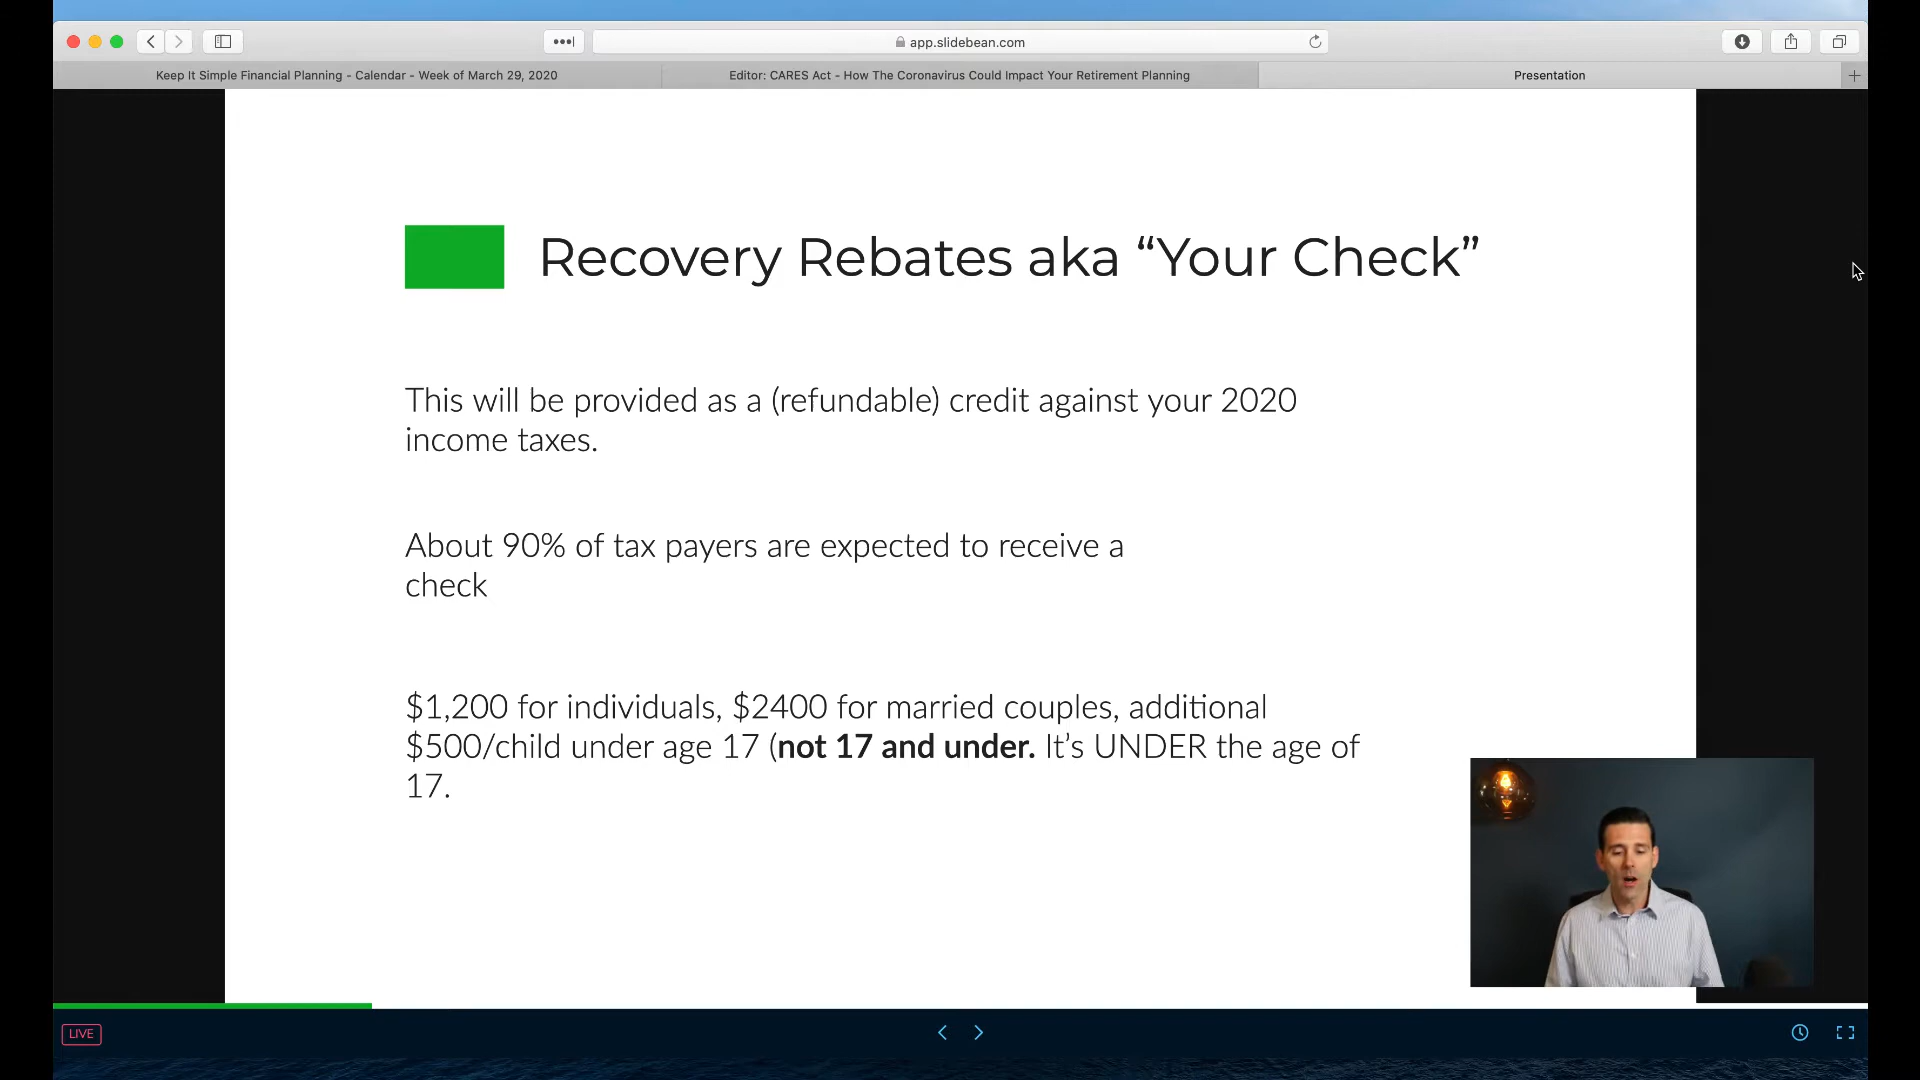 app.slidebean.com
Keep It Simple Financial Planning - Calendar - Week of March 29, 2020
Editor: CARES Act - How The Coronavirus Could Impact Your Retirement Planning
Presentation
Recovery Rebates aka “Your Check”
This will be provided as a (refundable) credit against your 2020
income taxes.
About 90% of tax payers are expected to receive a
check
$1,200 for individuals, $2400 for married couples, additional
$500/child under age 17 (not 17 and under. It’s UNDER the age of
17.
LIVE